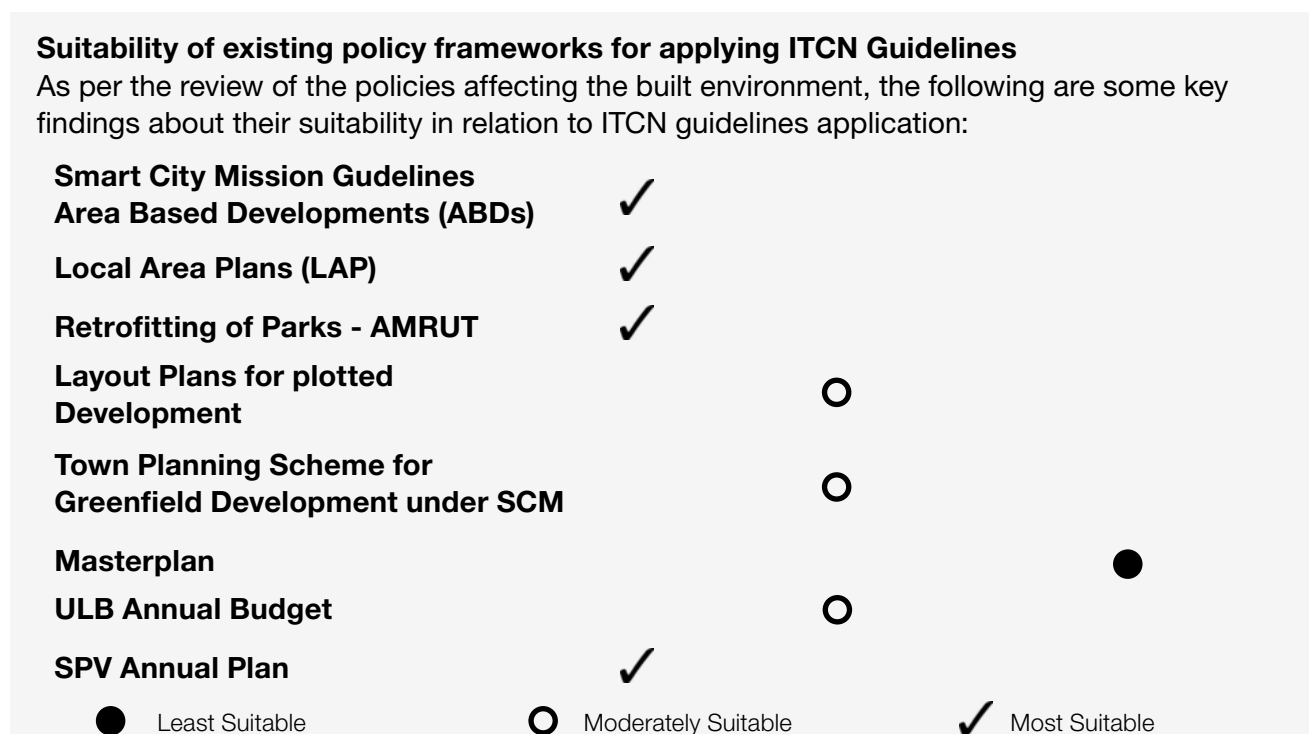 Suitability of existing policy frameworks for applying ITCN Guidelines
As per the review of the policies affecting the built environment, the following are some key
findings about their suitability in relation to ITCN guidelines application:
Smart City Mission Gudelines
Area Based Developments (ABDs) ✓
Local Area Plans (LAP) ✓
Retrofitting of Parks - AMRUT ✓
Layout Plans for plotted
Development
Town Planning Scheme for
Greenfield Development under SCM
Masterplan
ULB Annual Budget
SPV Annual Plan ✓
Least Suitable Moderately Suitable ✓ Most Suitable